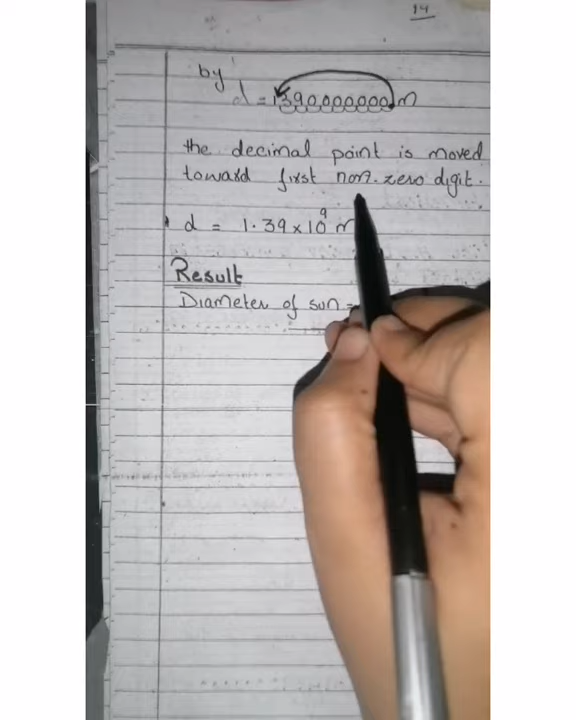 14
by
d = 1390000000 m
the decimal point is moved
toward first non-zero digit.
d = 1.39 × 10⁹ m
Result
Diameter of sun =